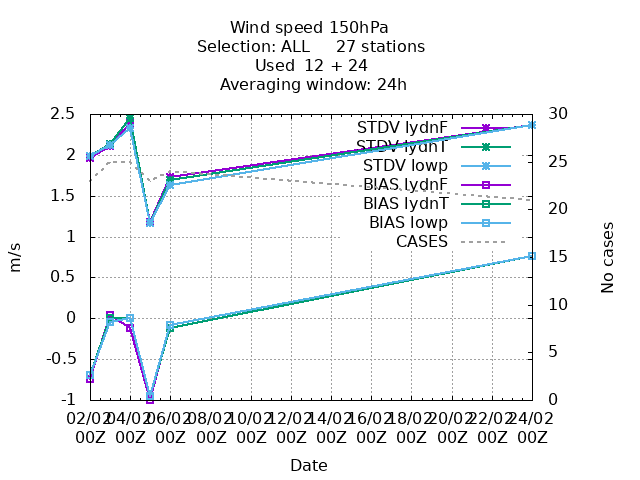 Wind speed 150hPa
Selection: ALL 27 stations
Used 12 + 24
Averaging window: 24h
2.5
2
1.5
1
0.5
0
-0.5
-1
m/s
30
25
20
15
10
5
0
No cases
STDV lydnF
STDV lydnT
STDV lowp
BIAS lydnF
BIAS lydnT
BIAS lowp
CASES
02/02 04/02 06/02 08/02 10/02 12/02 14/02 16/02 18/02 20/02 22/02 24/02
00Z 00Z 00Z 00Z 00Z 00Z 00Z 00Z 00Z 00Z 00Z 00Z
Date